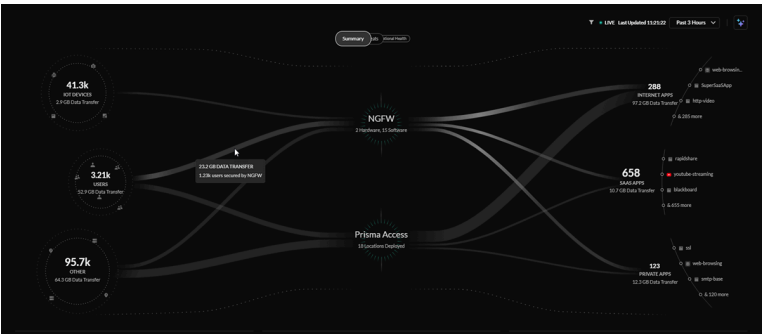 LIVE Last Updated 11:21:22
Past 3 Hours
Summary
41.3k
IOT DEVICES
2.9 GB Data Transfer
3.21k
USERS
52.9 GB Data Transfer
95.7k
OTHER
64.3 GB Data Transfer
23.2 GB DATA TRANSFER
1.23k users secured by NGFW
NGFW
2 Hardware, 15 Software
Prisma Access
18 Locations Deployed
288
INTERNET APPS
97.2 GB Data Transfer
web-browsin...
SuperSaaSApp
http-video
& 285 more
658
SAAS APPS
10.7 GB Data Transfer
rapidshare
youtube-streaming
blackboard
& 655 more
123
PRIVATE APPS
12.3 GB Data Transfer
ssl
web-browsing
smtp-base
& 120 more